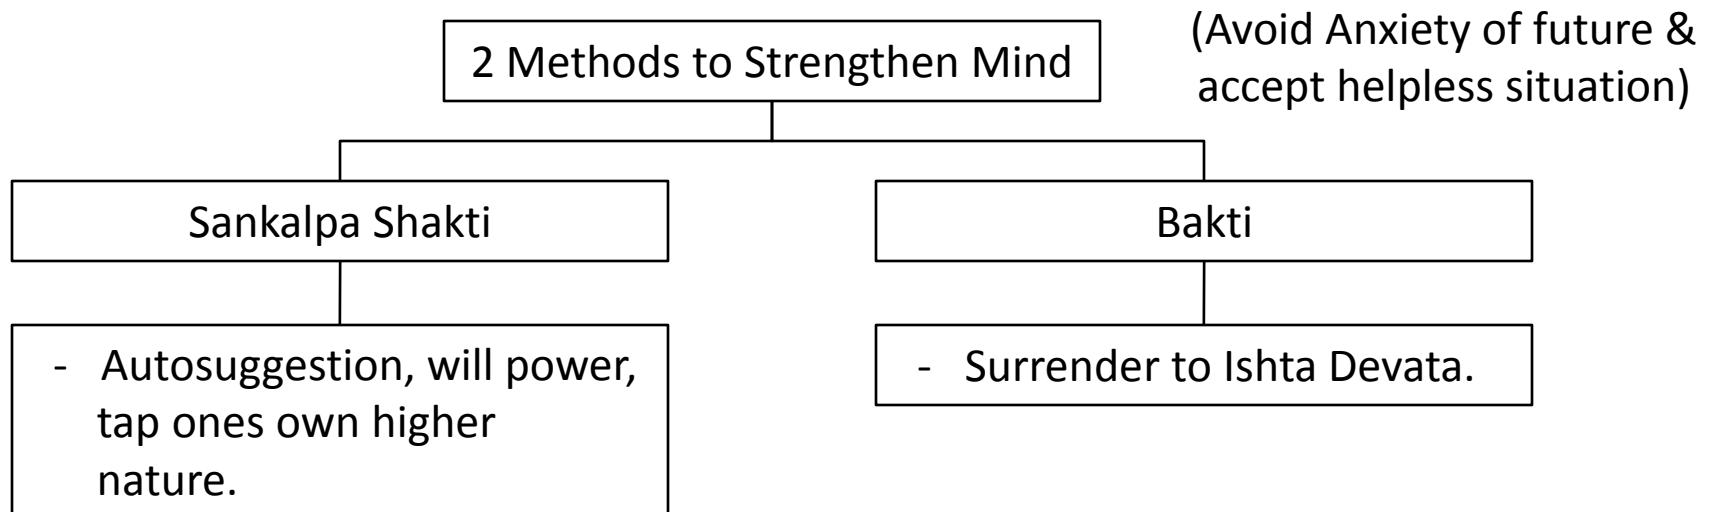 (Avoid Anxiety of future &
accept helpless situation)
2 Methods to Strengthen Mind
Sankalpa Shakti
Bakti
- Autosuggestion, will power,
tap ones own higher
nature.
- Surrender to Ishta Devata.